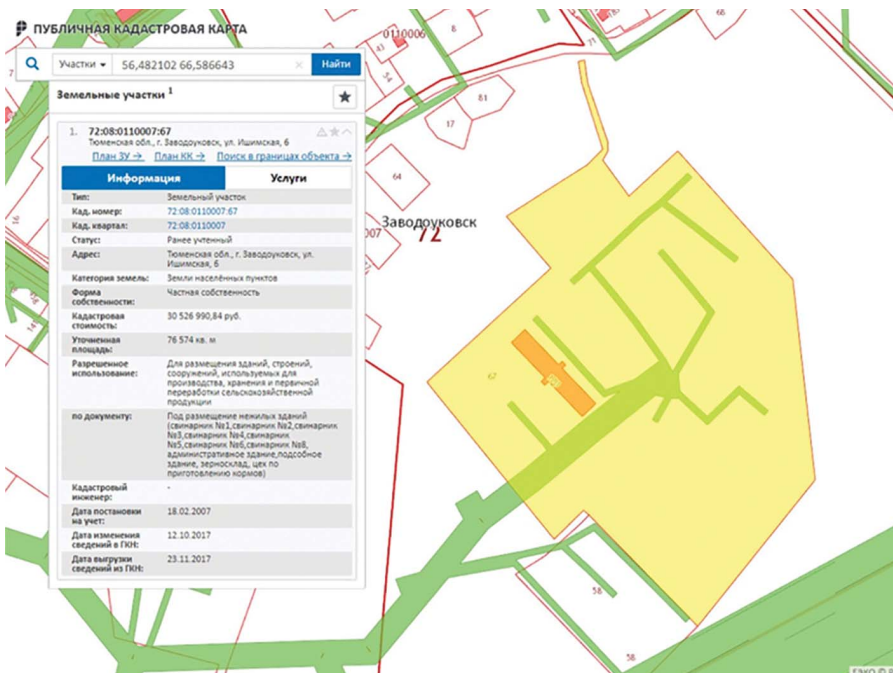 ПУБЛИЧНАЯ КАДАСТРОВАЯ КАРТА
Участки 56,482102 66,586643 × Найти
Земельные участки 1
1. 72:08:0110007:67
Тюменская обл., г. Заводоуковск, ул. Ишимская, 6
План ЗУ → План КК → Поиск в границах объекта →
Информация Услуги
Тип: Земельный участок
Кад. номер: 72:08:0110007:67
Кад. квартал: 72:08:0110007
Статус: Ранее учтенный
Адрес: Тюменская обл., г. Заводоуковск, ул.
Ишимская, 6
Категория земель: Земли населённых пунктов
Форма
собственности: Частная собственность
Кадастровая
стоимость: 30 526 990,84 руб.
Уточненная
площадь: 76 574 кв. м
Разрешенное
использование: Для размещения зданий, строений,
сооружений, используемых для
производства, хранения и первичной
переработки сельскохозяйственной
продукции
по документу: Под размещение нежилых зданий
(свинарник №1,свинарник №2,свинарник
№3,свинарник №4,свинарник
№5,свинарник №6,свинарник №8,
административное здание,подсобное
здание, зерносклад, цех по
приготовлению кормов)
Кадастровый
инженер: -
Дата постановки
на учет: 18.02.2007
Дата изменения
сведений в ГКН: 12.10.2017
Дата выгрузки
сведений из ГКН: 23.11.2017
0110006
43
54
8
71
68
81
17
64
Заводоуковск
007
72
67
58
58
16